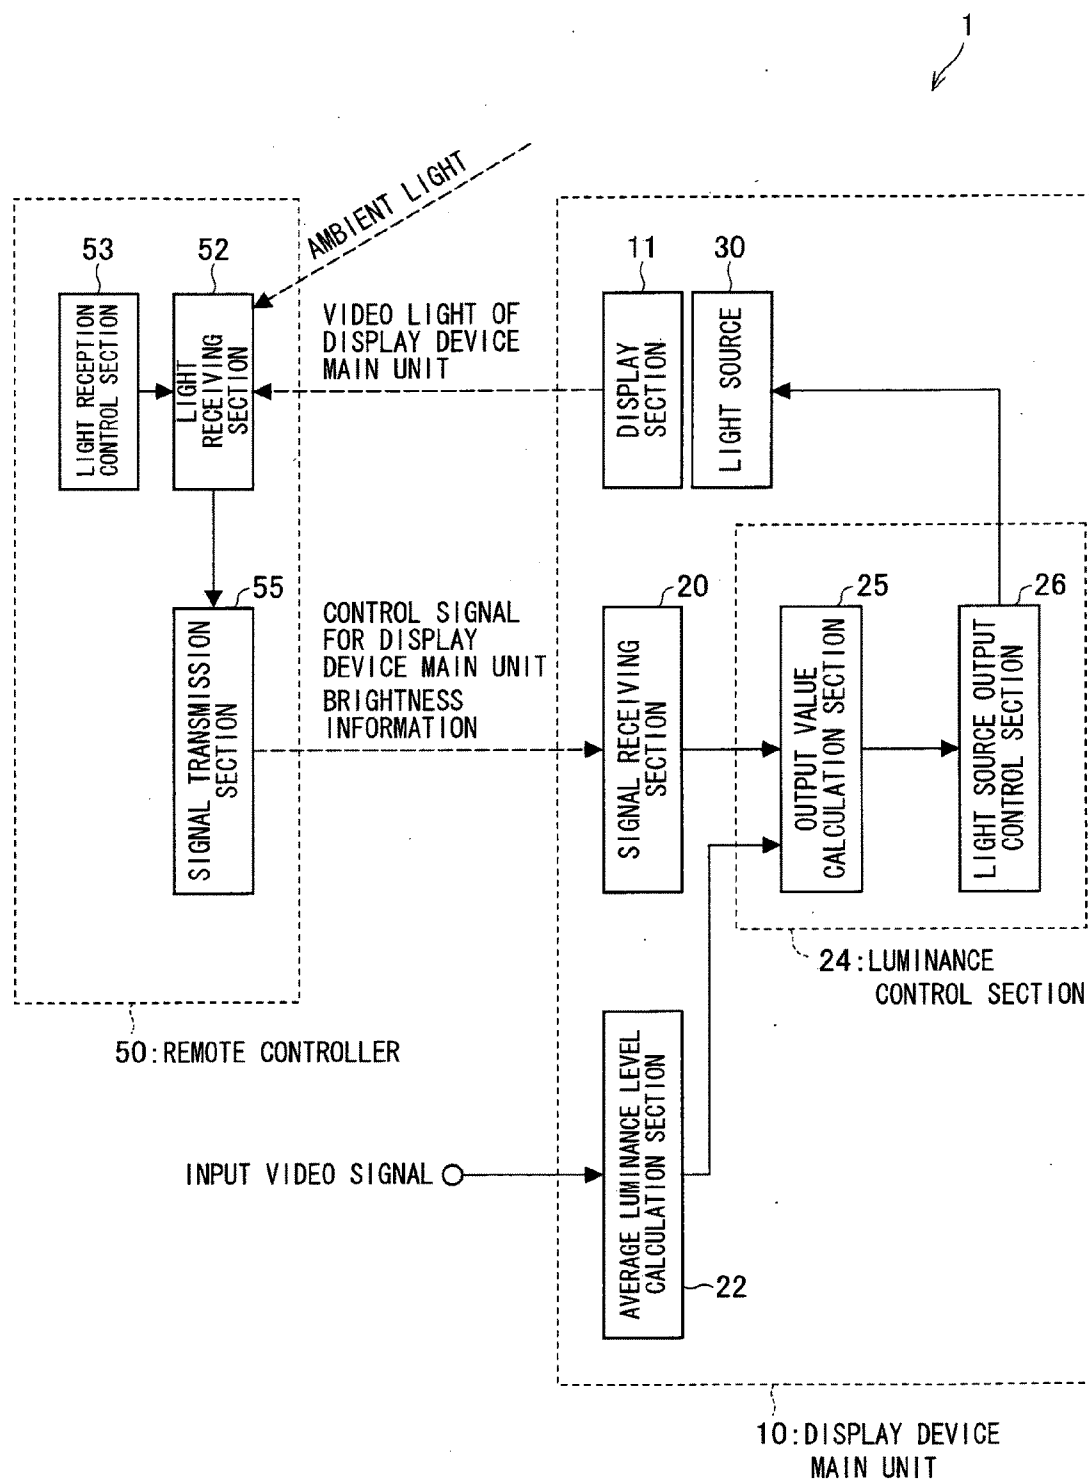 1
AMBIENT LIGHT
53
52
11
30
LIGHT RECEPTION
CONTROL SECTION
LIGHT
RECEIVING
SECTION
VIDEO LIGHT OF
DISPLAY DEVICE
MAIN UNIT
DISPLAY
SECTION
LIGHT SOURCE
55
20
25
26
SIGNAL TRANSMISSION
SECTION
CONTROL SIGNAL
FOR DISPLAY
DEVICE MAIN UNIT
BRIGHTNESS
INFORMATION
SIGNAL RECEIVING
SECTION
OUTPUT VALUE
CALCULATION SECTION
LIGHT SOURCE OUTPUT
CONTROL SECTION
24:LUMINANCE
CONTROL SECTION
50:REMOTE CONTROLLER
INPUT VIDEO SIGNAL
AVERAGE LUMINANCE LEVEL
CALCULATION SECTION
22
10:DISPLAY DEVICE
MAIN UNIT